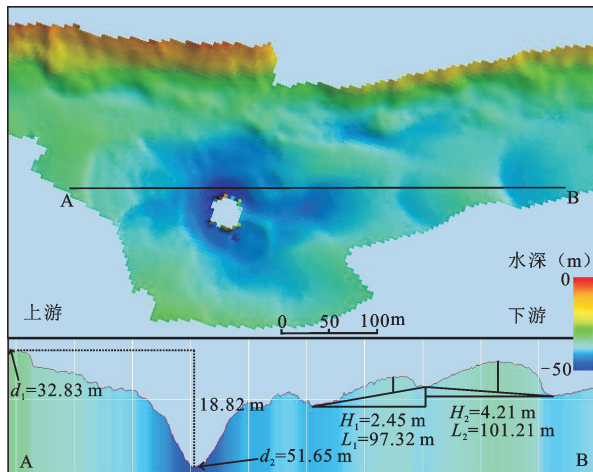 A
B
水深（m）
0
上游
0 50 100m
下游
−50
d₁=32.83 m
18.82 m
H₁=2.45 m
L₁=97.32 m
H₂=4.21 m
L₂=101.21 m
A
d₂=51.65 m
B